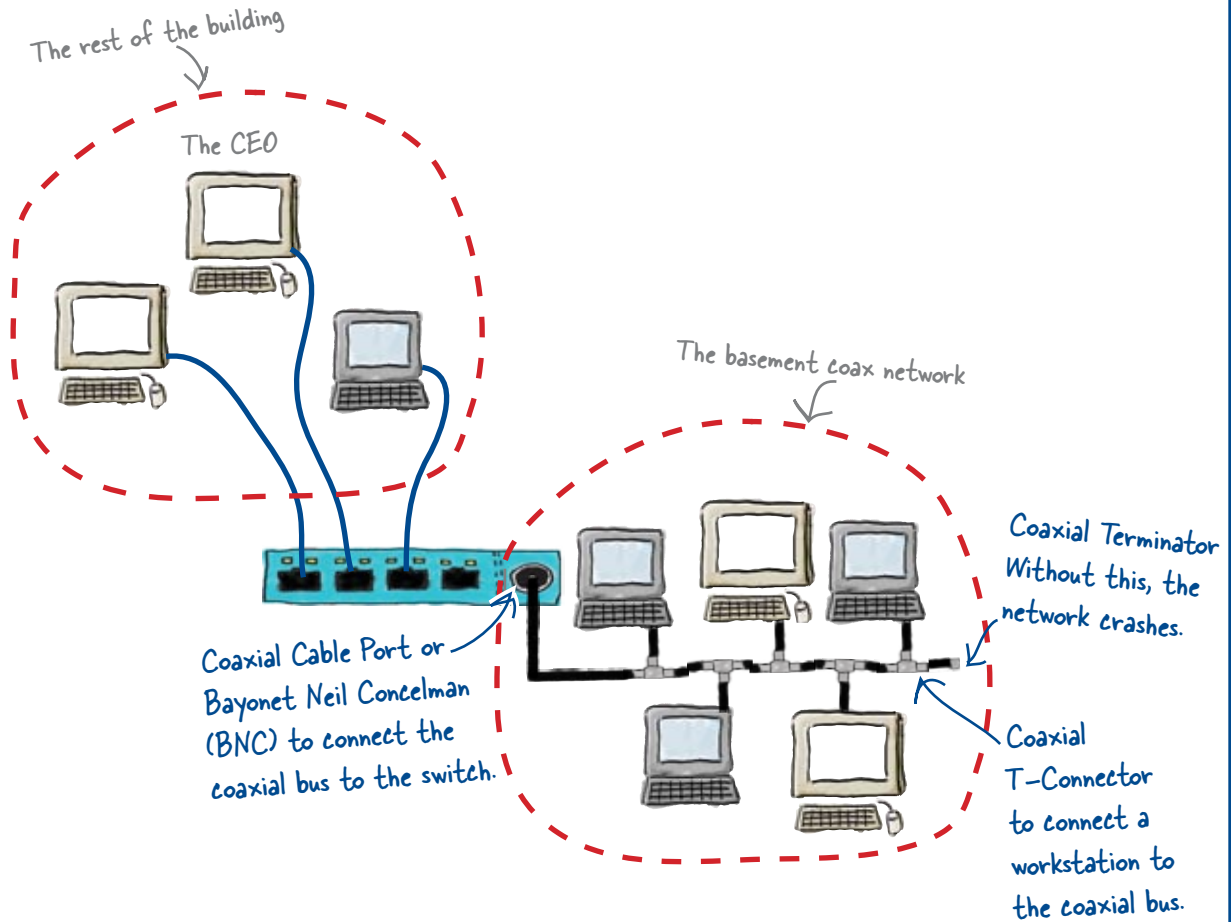 The rest of the building
The CEO
The basement coax network
Coaxial Terminator
Without this, the
network crashes.
Coaxial Cable Port or
Bayonet Neil Concelman
(BNC) to connect the
coaxial bus to the switch.
Coaxial
T-Connector
to connect a
workstation to
the coaxial bus.